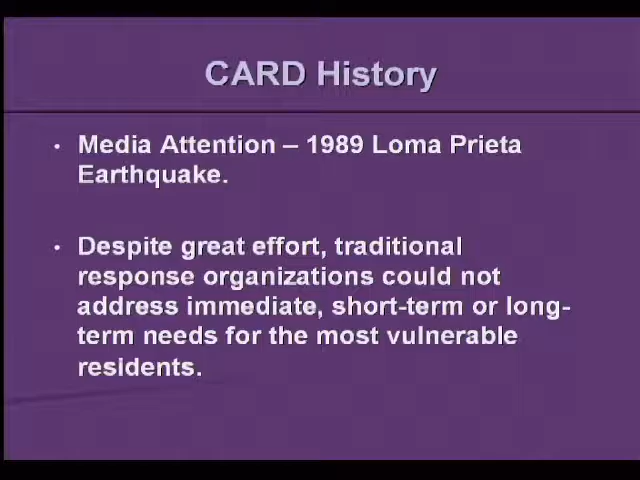 CARD History
• Media Attention – 1989 Loma Prieta
Earthquake.
• Despite great effort, traditional
response organizations could not
address immediate, short-term or long-
term needs for the most vulnerable
residents.